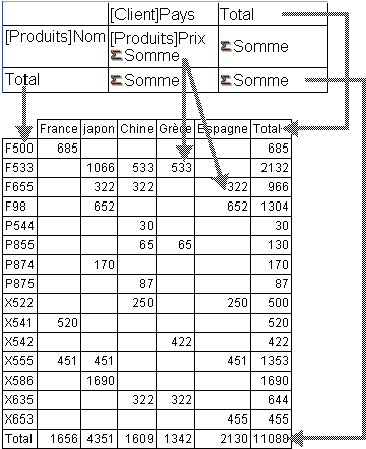 [Client]Pays Total
[Produits]Nom [Produits]Prix
Somme Somme
Total Somme Somme
France japon Chine Grèce Espagne Total
F500 685 685
F533 1066 533 533 2132
F655 322 322 322 966
F98 652 652 1304
P544 30 30
P855 65 65 130
P874 170 170
P875 87 87
X522 250 250 500
X541 520 520
X542 422 422
X555 451 451 451 1353
X586 1690 1690
X635 322 322 644
X653 455 455
Total 1656 4351 1609 1342 2130 11088